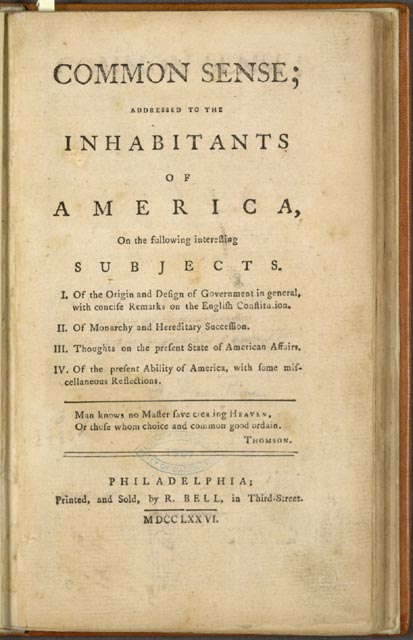 COMMON SENSE;
ADDRESSED TO THE
INHABITANTS
OF
AMERICA,
On the following intereſting
SUBJECTS.
I. Of the Origin and Deſign of Government in general,
with conciſe Remarks on the Engliſh Conſtitution.
II. Of Monarchy and Hereditary Succeſſion.
III. Thoughts on the preſent State of American Affairs.
IV. Of the preſent Ability of America, with ſome miſ-
cellaneous Reflections.
Man knows no Maſter ſave creating HEAVEN,
Or thoſe whom choice and common good ordain.
THOMSON.
PHILADELPHIA;
Printed, and Sold, by R. BELL, in Third-Street.
MDCCLXXVI.